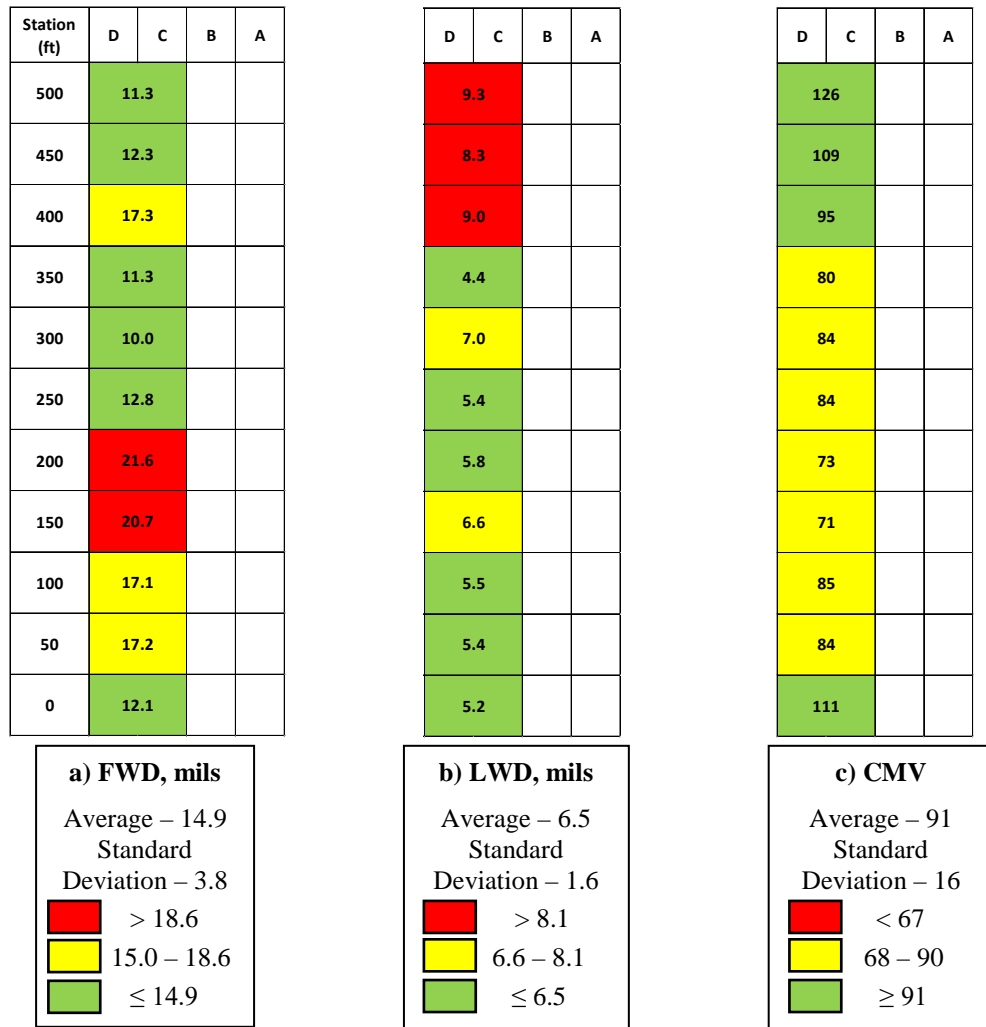 Station (ft) D C B A D C B A D C B A
500 11.3 9.3 126
450 12.3 8.3 109
400 17.3 9.0 95
350 11.3 4.4 80
300 10.0 7.0 84
250 12.8 5.4 84
200 21.6 5.8 73
150 20.7 6.6 71
100 17.1 5.5 85
50 17.2 5.4 84
0 12.1 5.2 111
a) FWD, mils
Average – 14.9
Standard
Deviation – 3.8
> 18.6
15.0 – 18.6
≤ 14.9
b) LWD, mils
Average – 6.5
Standard
Deviation – 1.6
> 8.1
6.6 – 8.1
≤ 6.5
c) CMV
Average – 91
Standard
Deviation – 16
< 67
68 – 90
≥ 91